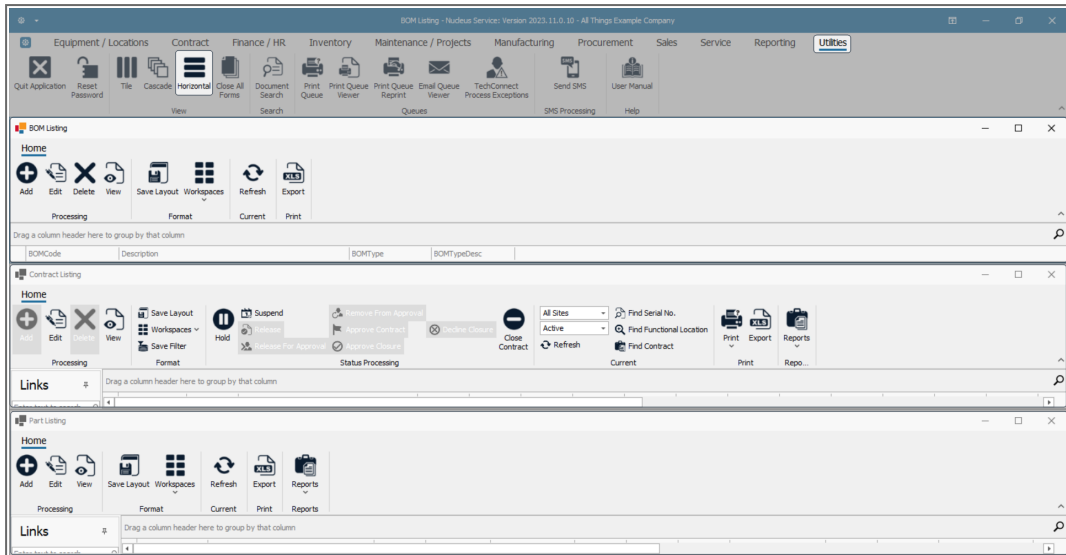 BOM Listing - Nucleus Service: Version 2023.11.0.10 - All Things Example Company
Equipment / Locations Contract Finance / HR Inventory Maintenance / Projects Manufacturing Procurement Sales Service Reporting Utilities
Quit Application Reset Password Tile Cascade Horizontal Close All Forms Document Search Print Queue Print Queue Viewer Print Queue Reprint Email Queue Viewer TechConnect Process Exceptions Send SMS User Manual
View Search Queues SMS Processing Help
BOM Listing
Home
Add Edit Delete View Save Layout Workspaces Refresh Export
XLS
Processing Format Current Print
Drag a column header here to group by that column
BOMCode Description BOMType BOMTypeDesc
Contract Listing
Home
Save Layout Suspend Remove From Approval All Sites Find Serial No.
Workspaces Release Approve Contract Decline Closure Active Find Functional Location
Save Filter Release For Approval Approve Closure Refresh Find Contract
Add Edit Delete View Hold Close Contract Print Export Reports
XLS
Processing Format Status Processing Current Print Repo...
Links Drag a column header here to group by that column
Part Listing
Home
Add Edit View Save Layout Workspaces Refresh Export Reports
XLS
Processing Format Current Print Reports
Links Drag a column header here to group by that column